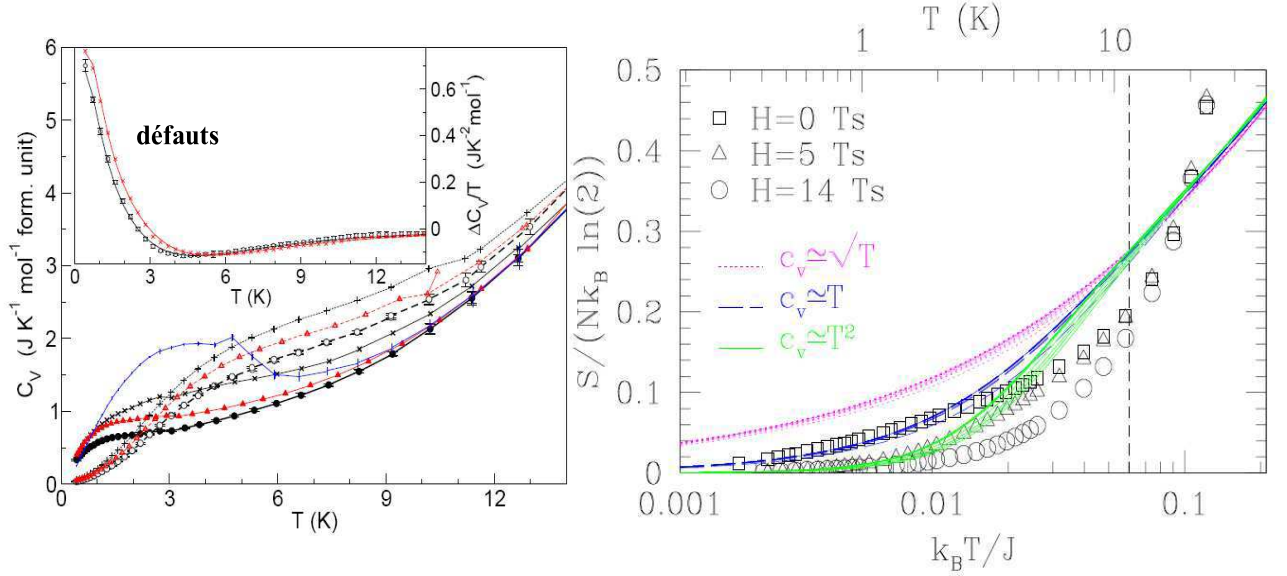 6
5
4
3
2
1
0
C_V (J K⁻¹ mol⁻¹ form. unit)
0 3 6 9 12
T (K)
défauts
0.6
0.4
0.2
0
ΔC_V/T (JK⁻²mol⁻¹)
0 3 6 9 12
T (K)
T (K)
1 10
0.5
0.4
0.3
0.2
0.1
0
S/(Nk_B ln(2))
H=0 Ts
H=5 Ts
H=14 Ts
c_v≃√T
c_v≃T
c_v≃T²
0.001 0.01 0.1
k_BT/J